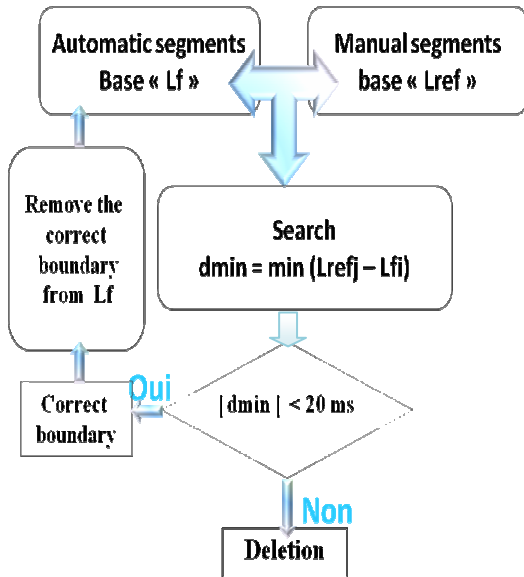 Automatic segments
Base « Lf »
Manual segments
base « Lref »
Remove the
correct
boundary
from Lf
Search
dmin = min (Lrefj – Lfi)
Oui
Correct
boundary
|dmin| < 20 ms
Non
Deletion